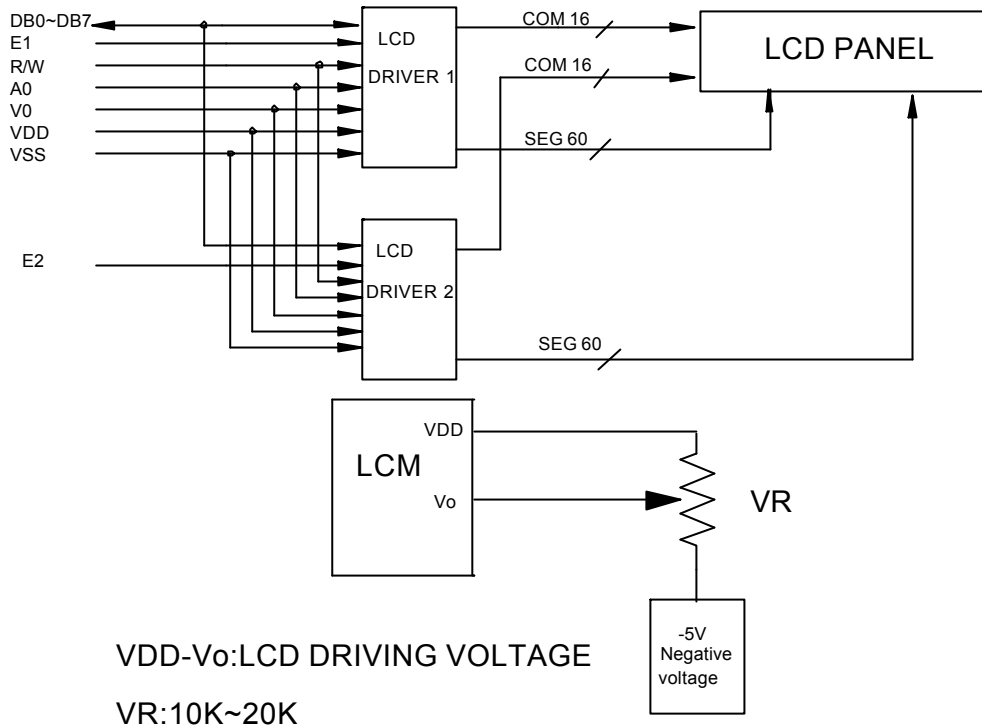 DB0~DB7
E1
R/W
A0
V0
VDD
VSS
E2
LCD
DRIVER 1
LCD
DRIVER 2
COM 16
COM 16
SEG 60
SEG 60
LCD PANEL
LCM
VDD
Vo
VR
-5V
Negative
voltage
VDD-Vo:LCD DRIVING VOLTAGE
VR:10K~20K